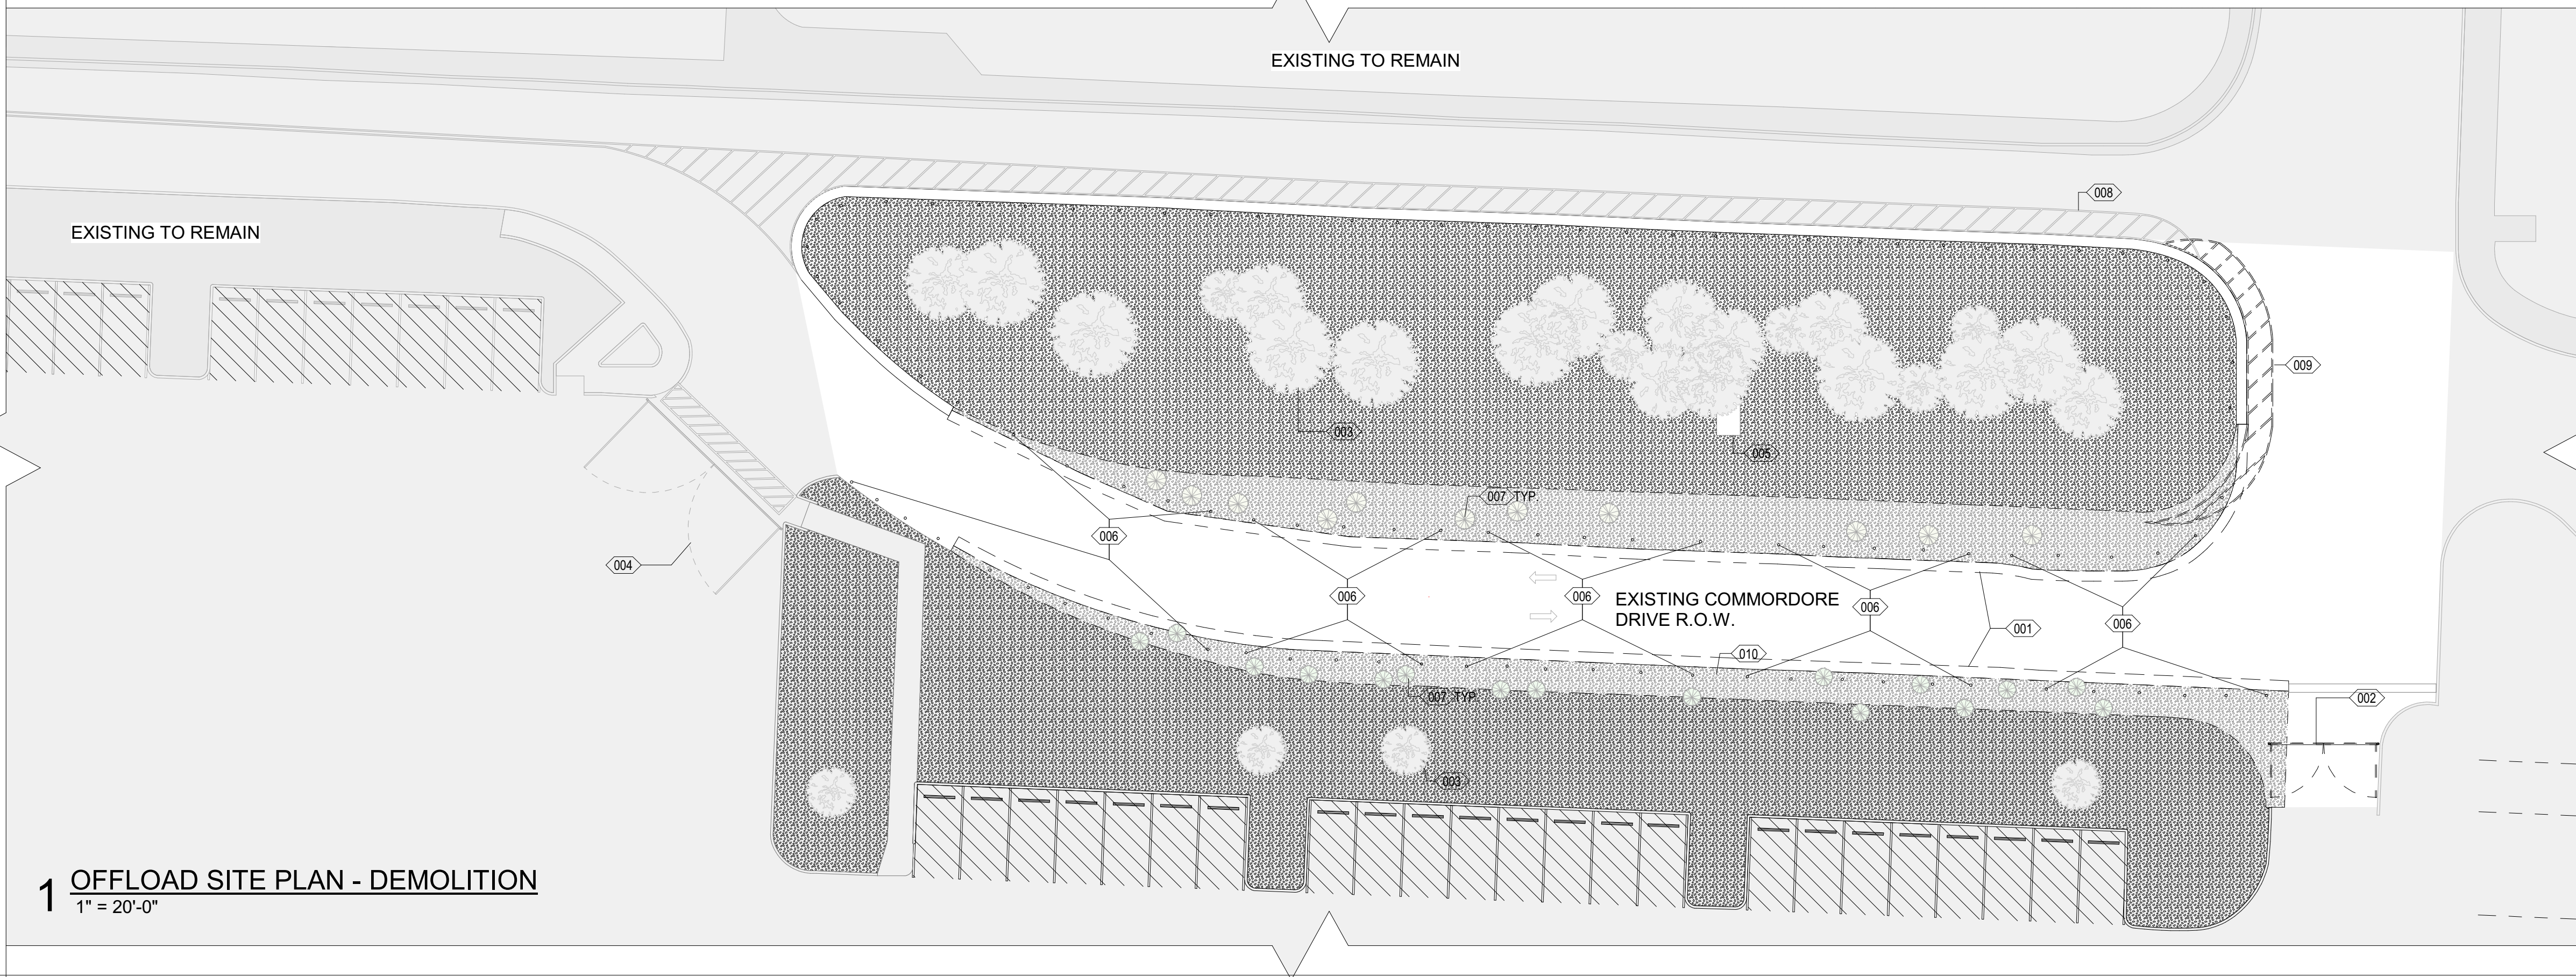 EXISTING TO REMAIN
008
EXISTING TO REMAIN
009
003
005
007 TYP.
006
004
006
006
EXISTING COMMORDORE
DRIVE R.O.W.
006
006
001
010
007 TYP.
002
003
1 OFFLOAD SITE PLAN - DEMOLITION
1" = 20'-0"